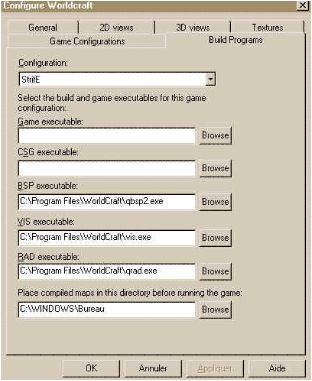 Configure Worldcraft
General
2D views
3D views
Textures
Game Configurations
Build Programs
Configuration:
StrifE
Select the build and game executables for this game
configuration:
Game executable:
Browse
CSG executable:
Browse
BSP executable:
C:\Program Files\WorldCraft\qbsp2.exe
Browse
VIS executable:
C:\Program Files\WorldCraft\vis.exe
Browse
RAD executable:
C:\Program Files\WorldCraft\qrad.exe
Browse
Place compiled maps in this directory before running the game:
C:\WINDOWS\Bureau
Browse
OK
Annuler
Appliquer
Aide